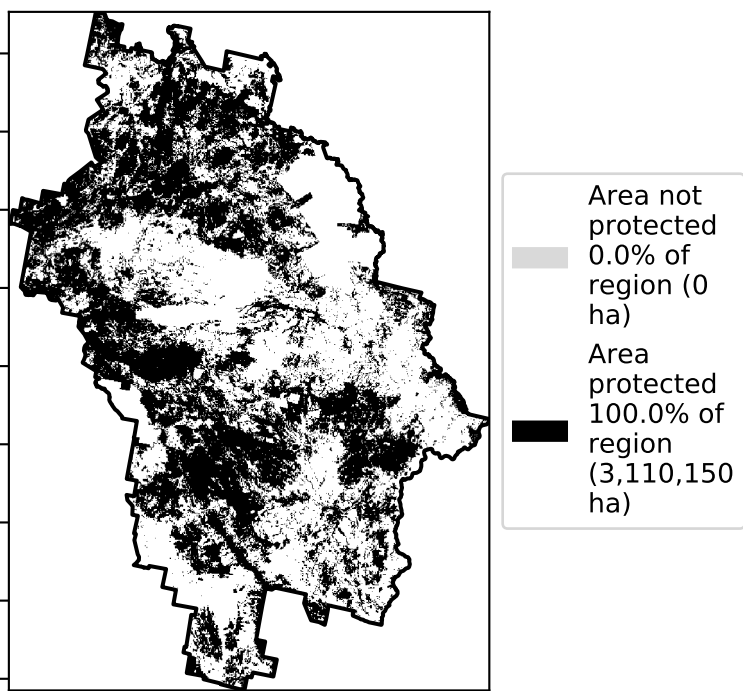 Area not
protected
0.0% of
region (0
ha)
Area
protected
100.0% of
region
(3,110,150
ha)